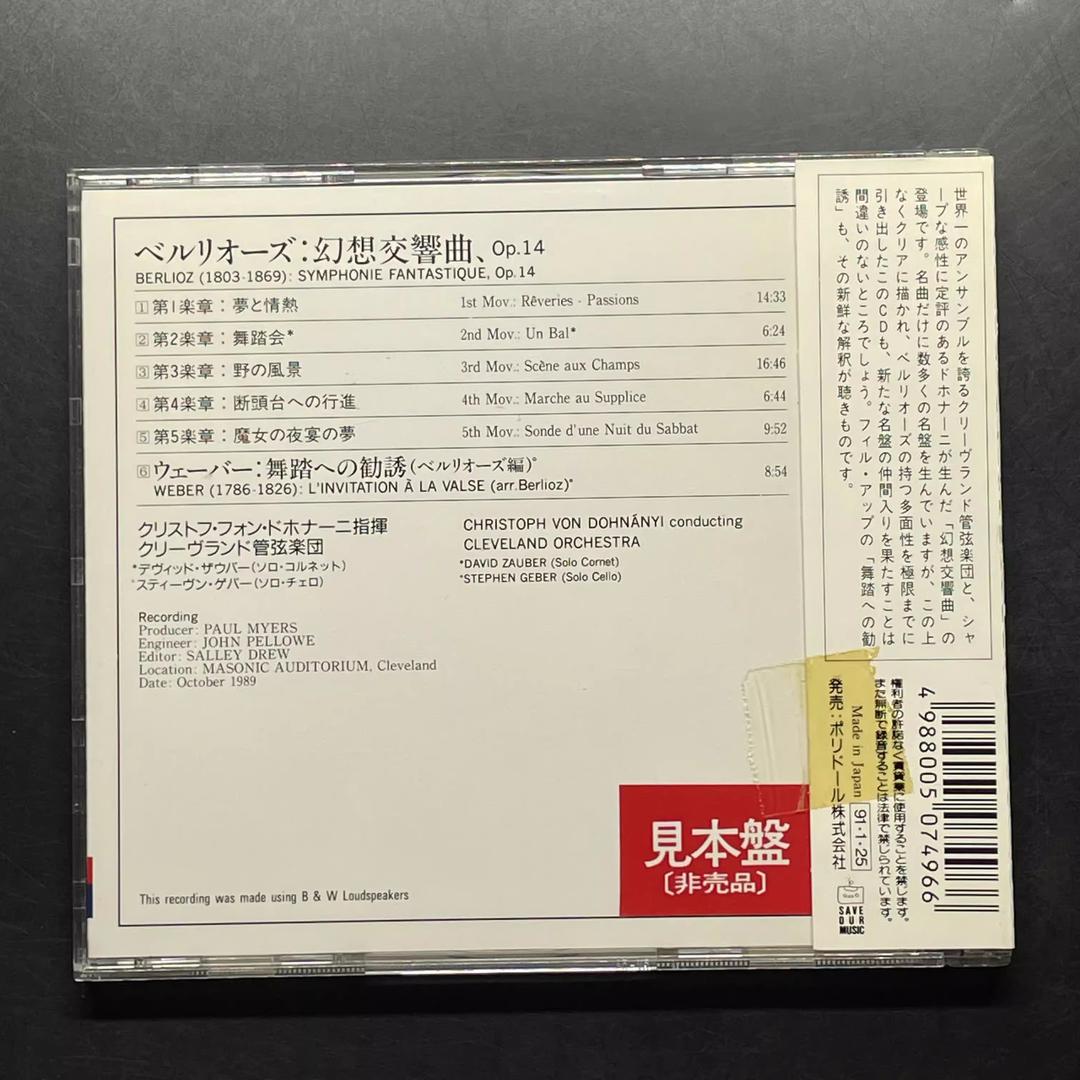 ベルリオーズ：幻想交響曲、Op.14
BERLIOZ (1803-1869): SYMPHONIE FANTASTIQUE, Op.14
1 第1楽章：夢と情熱 1st Mov.: Rêveries - Passions 14:33
2 第2楽章：舞踏会* 2nd Mov.: Un Bal* 6:24
3 第3楽章：野の風景 3rd Mov.: Scène aux Champs 16:46
4 第4楽章：断頭台への行進 4th Mov.: Marche au Supplice 6:44
5 第5楽章：魔女の夜宴の夢 5th Mov.: Sonde d'une Nuit du Sabbat 9:52
6 ウェーバー：舞踏への勧誘(ベルリオーズ編)° 8:54
WEBER (1786-1826): L'INVITATION À LA VALSE (arr.Berlioz)°
クリストフ・フォン・ドホナーニ指揮
クリーヴランド管弦楽団
*デヴィッド・ザウバー(ソロ・コルネット)
°スティーヴン・ゲバー(ソロ・チェロ)
CHRISTOPH VON DOHNÁNYI conducting
CLEVELAND ORCHESTRA
*DAVID ZAUBER (Solo Cornet)
°STEPHEN GEBER (Solo Cello)
Recording
Producer: PAUL MYERS
Engineer: JOHN PELLOWE
Editor: SALLEY DREW
Location: MASONIC AUDITORIUM, Cleveland
Date: October 1989
This recording was made using B & W Loudspeakers
見本盤
〔非売品〕
世界一のアンサンブルを誇るクリーヴランド管弦楽団と、シャ
ープな感性に定評のあるドホナーニが生んだ「幻想交響曲」の
登場です。名曲だけに数多くの名盤を生んでいますが、この上
なくクリアに描かれ、ベルリオーズの持つ多面性を極限までに
引き出したこのCDも、新たな名盤の仲間入りを果たすことは
間違いのないところでしょう。フィル・アップの「舞踏への勧
誘」も、その新鮮な解釈が聴きものです。
4 988005 074966
権利者の許諾なく賃貸業に使用することを禁じます。
また無断で録音することは法律で禁じられています。
Made in Japan 91・1・25
発売：ポリドール株式会社
SAVE
OUR
MUSIC